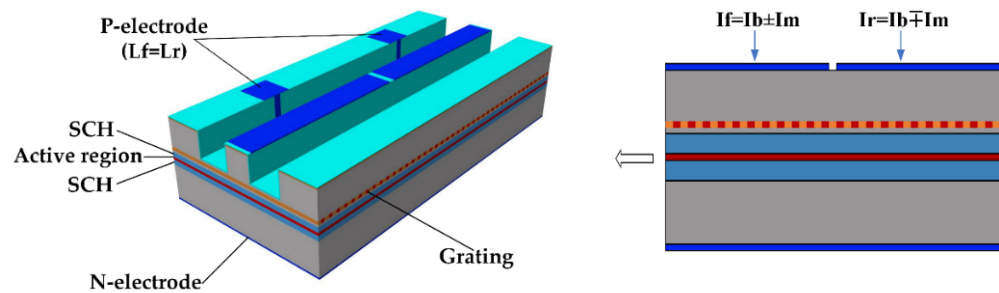 P-electrode
(Lf=Lr)
SCH
Active region
SCH
N-electrode
Grating
If=Ib±Im
Ir=Ib∓Im